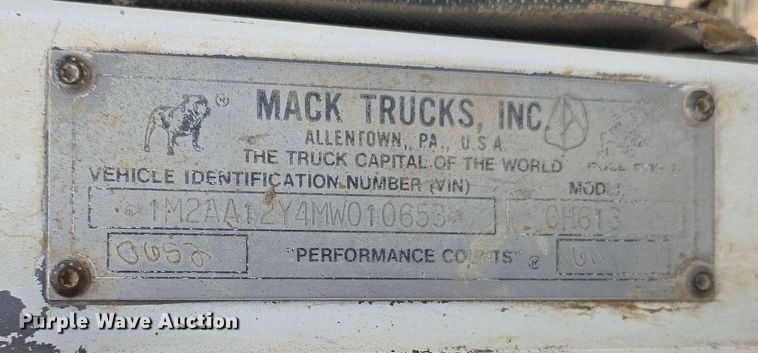 MACK TRUCKS, INC
ALLENTOWN, PA., U.S.A
THE TRUCK CAPITAL OF THE WORLD
VEHICLE IDENTIFICATION NUMBER (VIN)
1M2AA12Y4MW010653
CH613
"PERFORMANCE COUNTS" ®
Purple Wave Auction